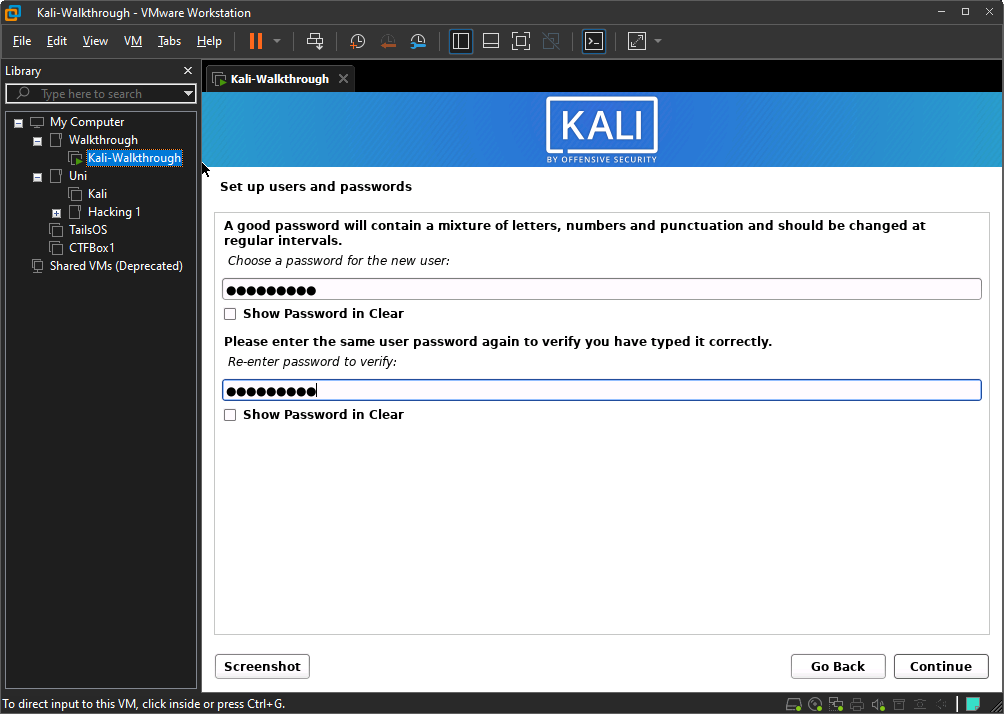 Kali-Walkthrough - VMware Workstation
File Edit View VM Tabs Help
Library
Type here to search
My Computer
Walkthrough
Kali-Walkthrough
Uni
Kali
Hacking 1
TailsOS
CTFBox1
Shared VMs (Deprecated)
Kali-Walkthrough
KALI
BY OFFENSIVE SECURITY
Set up users and passwords
A good password will contain a mixture of letters, numbers and punctuation and should be changed at
regular intervals.
Choose a password for the new user:
●●●●●●●●●
Show Password in Clear
Please enter the same user password again to verify you have typed it correctly.
Re-enter password to verify:
●●●●●●●●●
Show Password in Clear
Screenshot Go Back Continue
To direct input to this VM, click inside or press Ctrl+G.